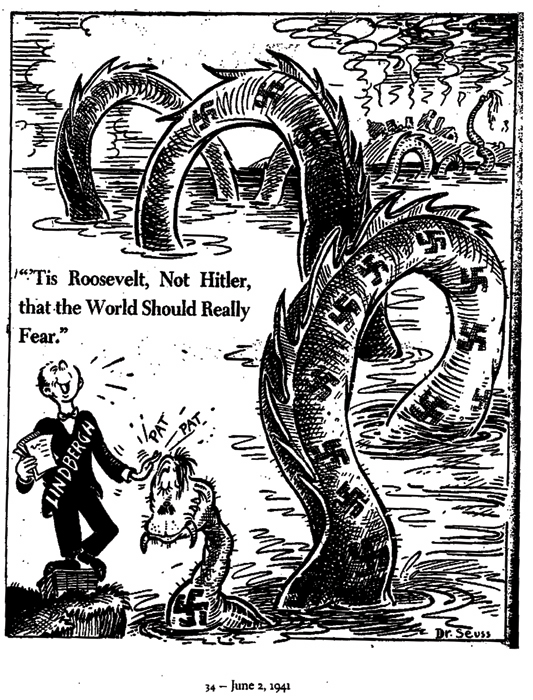 “'Tis Roosevelt, Not Hitler,
that the World Should Really
Fear.”
PAT
PAT
LINDBERGH
Dr. Seuss
34 – June 2, 1941